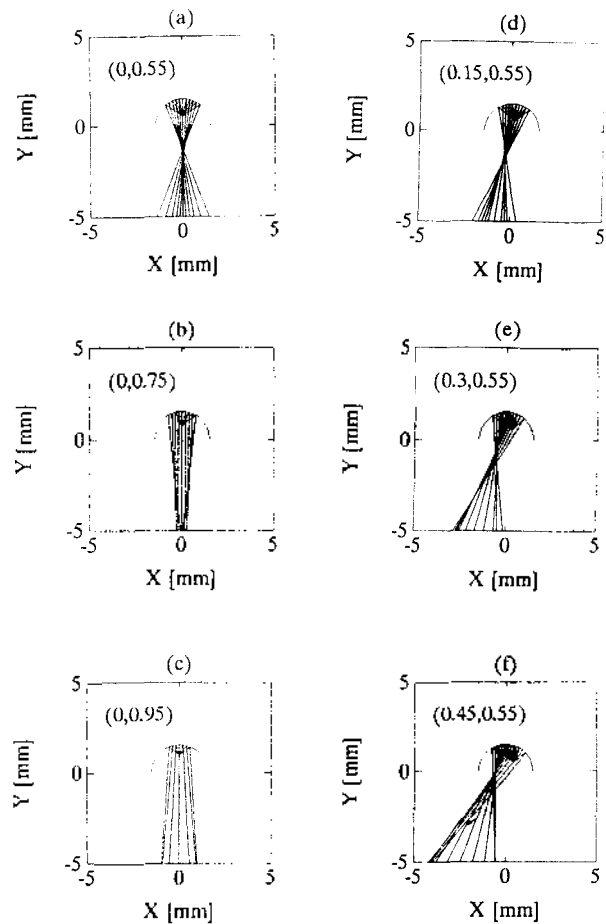 (a)
5
(0,0.55)
Y [mm]
0
-5
-5 0 5
X [mm]
(b)
5
(0,0.75)
Y [mm]
0
-5
-5 0 5
X [mm]
(c)
5
(0,0.95)
Y [mm]
0
-5
-5 0 5
X [mm]
(d)
5
(0.15,0.55)
Y [mm]
0
-5
-5 0 5
X [mm]
(e)
5
(0.3,0.55)
Y [mm]
0
-5
-5 0 5
X [mm]
(f)
5
(0.45,0.55)
Y [mm]
0
-5
-5 0 5
X [mm]